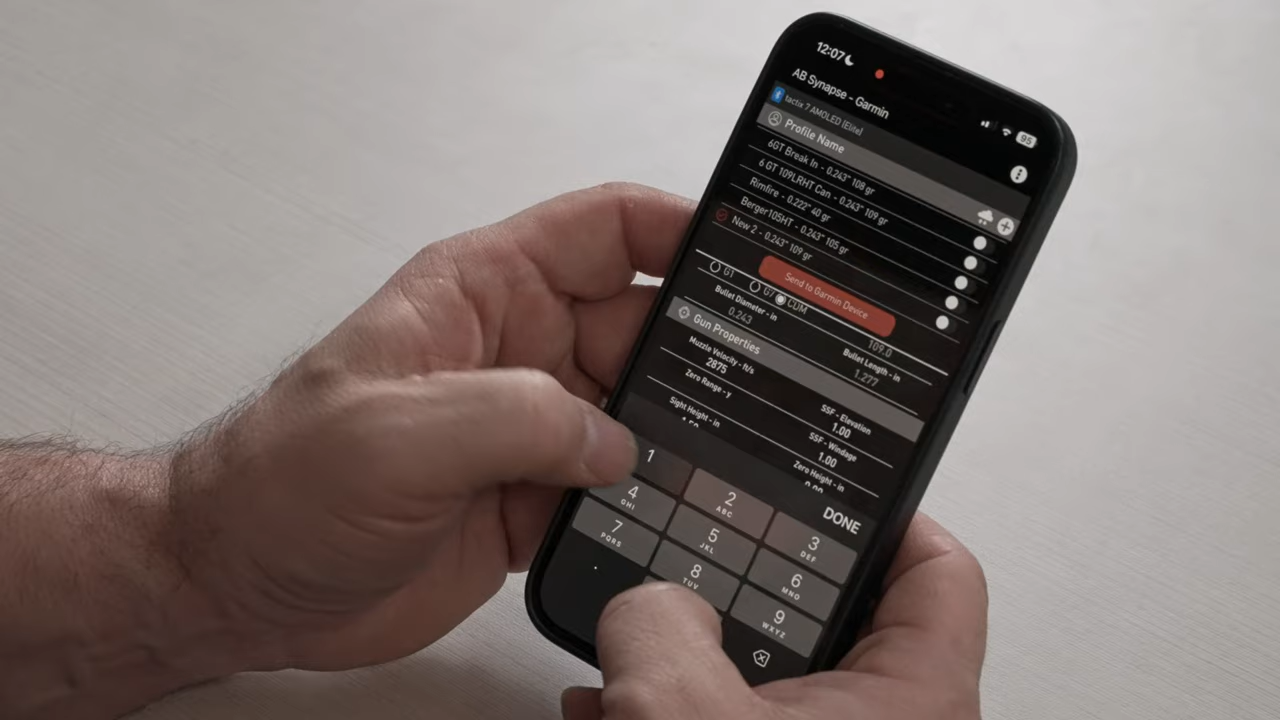 12:07
95
AB Synapse - Garmin
tactix 7 AMOLED (Elite)
Profile Name
6GT Break In - 0.243" 108 gr
6 GT 109LRHT Can - 0.243" 109 gr
Rimfire - 0.222" 40 gr
Berger105HT - 0.243" 105 gr
New 2 - 0.243" 109 gr
Send to Garmin Device
G1 G7 CDM
109.0
Bullet Diameter - in
0.243
Bullet Length - in
1.277
Gun Properties
Muzzle Velocity - ft/s
2875
SSF - Elevation
1.00
Zero Range - y
SSF - Windage
1.00
Sight Height - in
Zero Height - in
DONE
1
2
ABC
3
DEF
4
GHI
5
JKL
6
MNO
7
PQRS
8
TUV
9
WXYZ
.